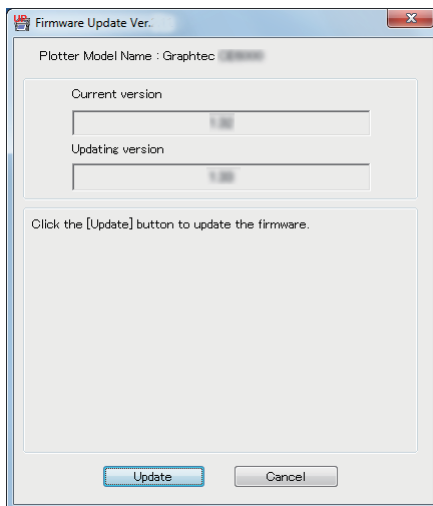 Firmware Update Ver.
Plotter Model Name : Graphtec
Current version
Updating version
Click the [Update] button to update the firmware.
Update
Cancel